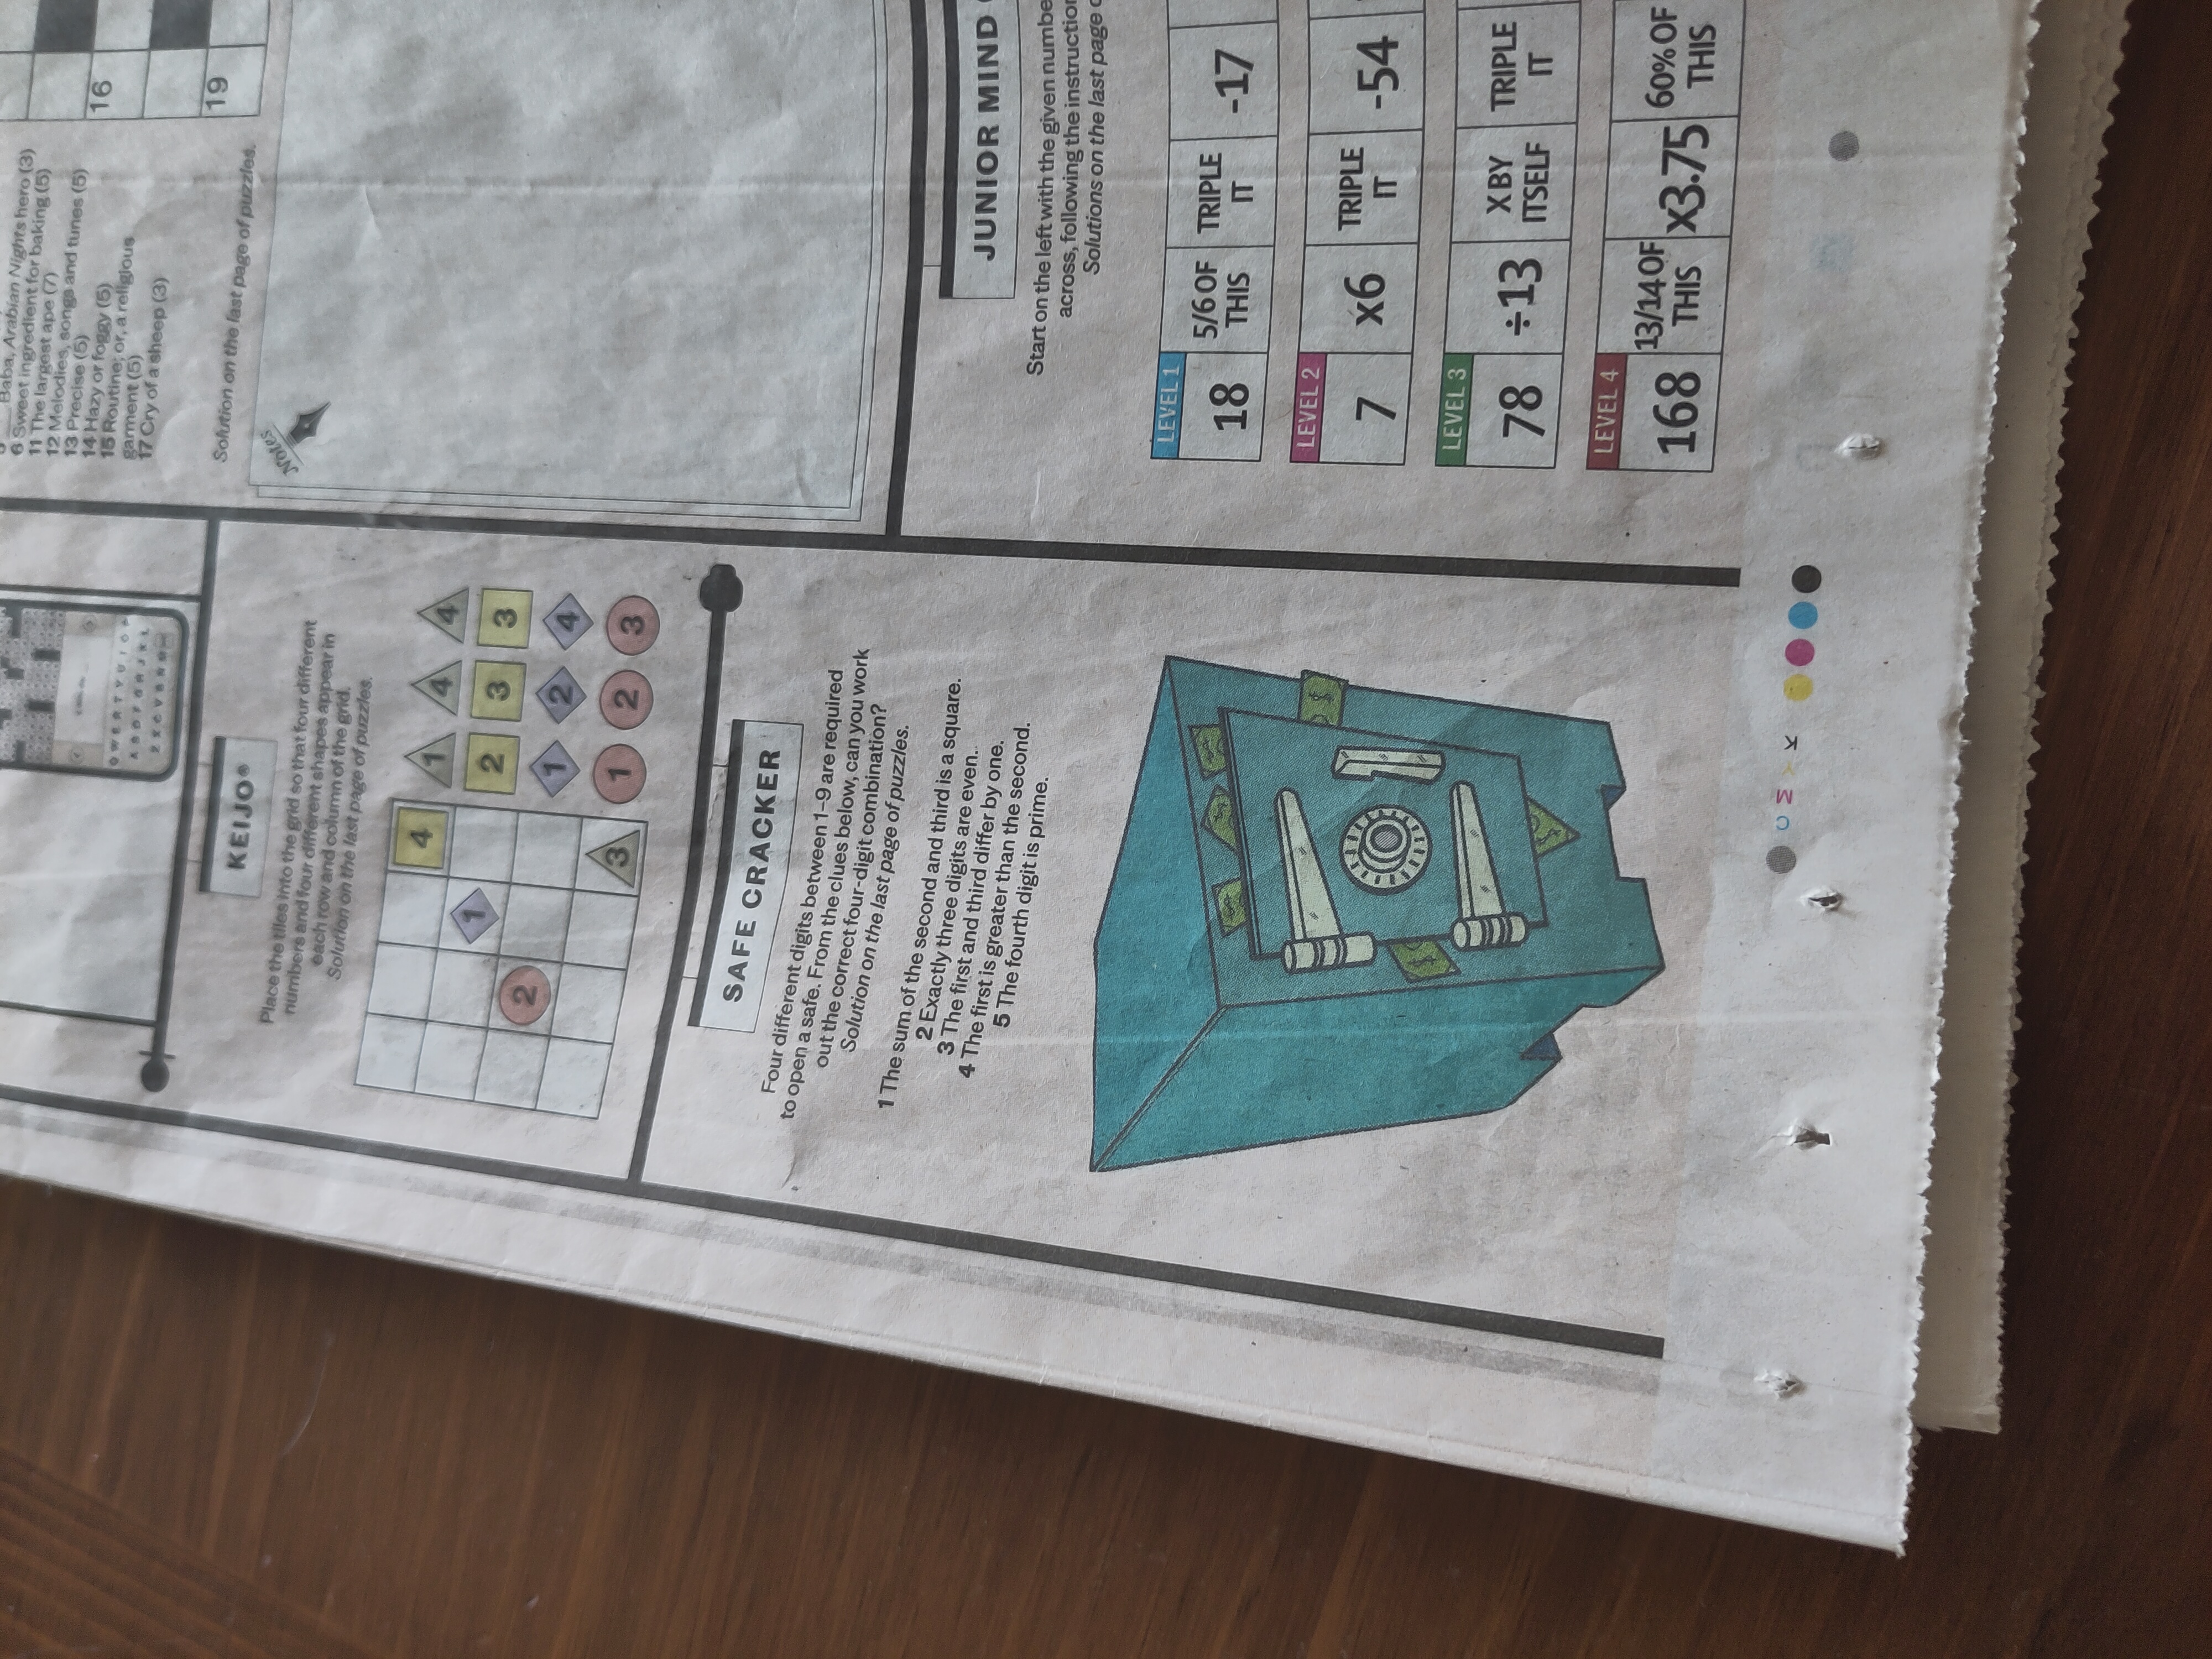 Q W E R T Y U I O P
A S D F G H J K L
Z X C V B N M
KEIJO®
Place the tiles into the grid so that four different
numbers and four different shapes appear in
each row and column of the grid.
Solution on the last page of puzzles.
4
1
2
3
1 4 4
2 3 3
1 2 4
1 2 3
SAFE CRACKER
Four different digits between 1–9 are required
to open a safe. From the clues below, can you work
out the correct four-digit combination?
Solution on the last page of puzzles.
1 The sum of the second and third is a square.
2 Exactly three digits are even.
3 The first and third differ by one.
4 The first is greater than the second.
5 The fourth digit is prime.
$ $ $
$
$
$
C M Y K
Baba, Arabian Nights hero (3)
6 Sweet ingredient for baking (5)
11 The largest ape (7)
12 Melodies, songs and tunes (5)
13 Precise (5)
14 Hazy or foggy (5)
15 Routine; or, a religious
garment (5)
17 Cry of a sheep (3)
Solution on the last page of puzzles.
16
19
Notes
JUNIOR MIND
Start on the left with the given
across, following the
Solutions on the last page
LEVEL 1
18 5/6 OF THIS TRIPLE IT -17
LEVEL 2
7 x6 TRIPLE IT -54
LEVEL 3
78 ÷13 X BY ITSELF TRIPLE IT
LEVEL 4
168 13/14 OF THIS x3.75 60% OF THIS